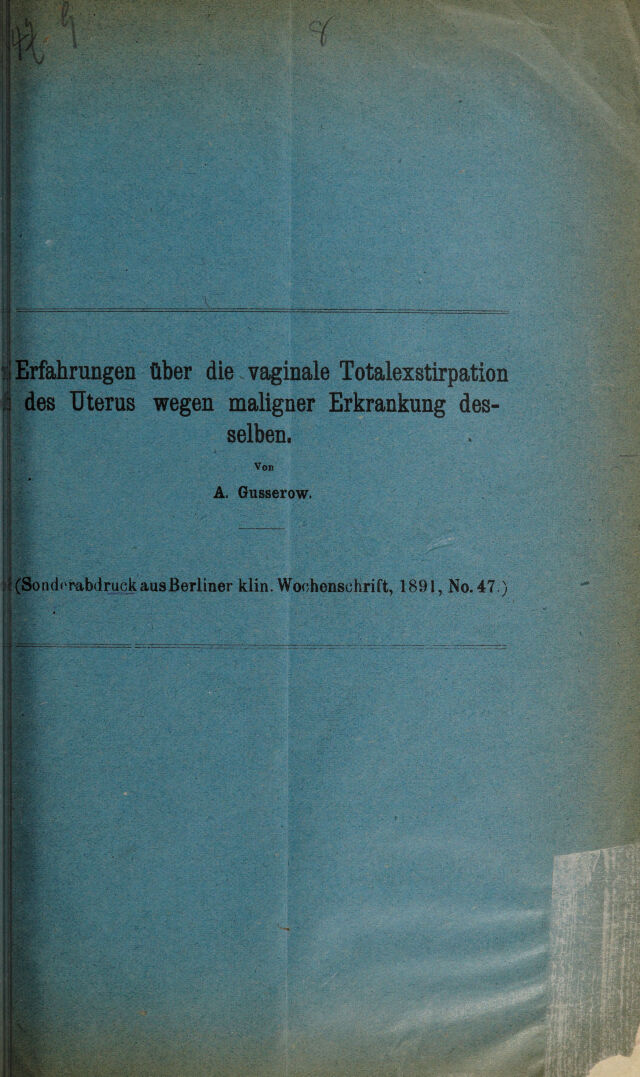 8
Erfahrungen über die vaginale Totalexstirpation
des Uterus wegen maligner Erkrankung des-
selben.
Von
A. Gusserow.
(Sonderabdruck aus Berliner klin. Wochenschrift, 1891, No. 47.)